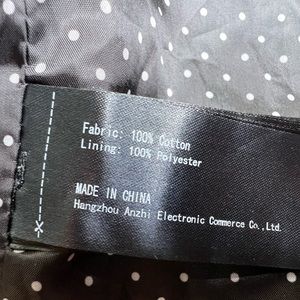 Fabric: 100% Cotton
Lining: 100% Polyester
MADE IN CHINA
Hangzhou Anzhi Electronic Commerce Co.,Ltd.